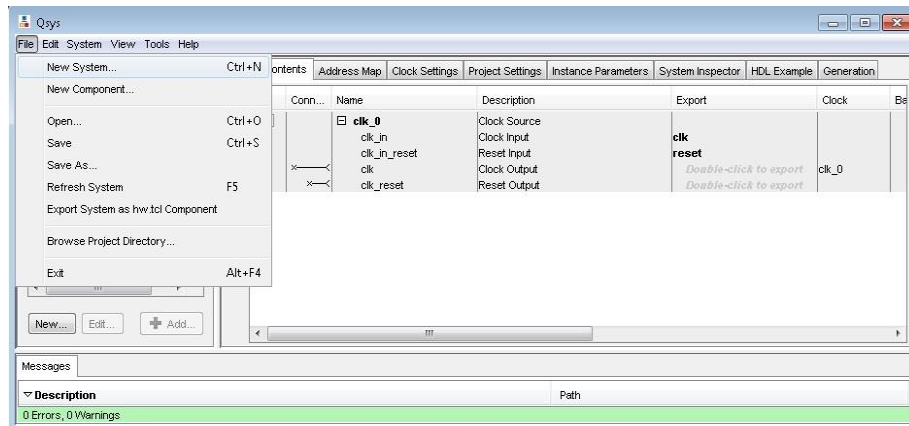 Qsys
File Edit System View Tools Help
New System... Ctrl+N
New Component...
Open... Ctrl+O
Save Ctrl+S
Save As...
Refresh System F5
Export System as hw.tcl Component
Browse Project Directory...
Exit Alt+F4
ontents Address Map Clock Settings Project Settings Instance Parameters System Inspector HDL Example Generation
Conn... Name Description Export Clock Ba
clk_0 Clock Source
clk_in Clock Input clk
clk_in_reset Reset Input reset
clk Clock Output Double-click to export clk_0
clk_reset Reset Output Double-click to export
New... Edit... Add...
Messages
Description Path
0 Errors, 0 Warnings